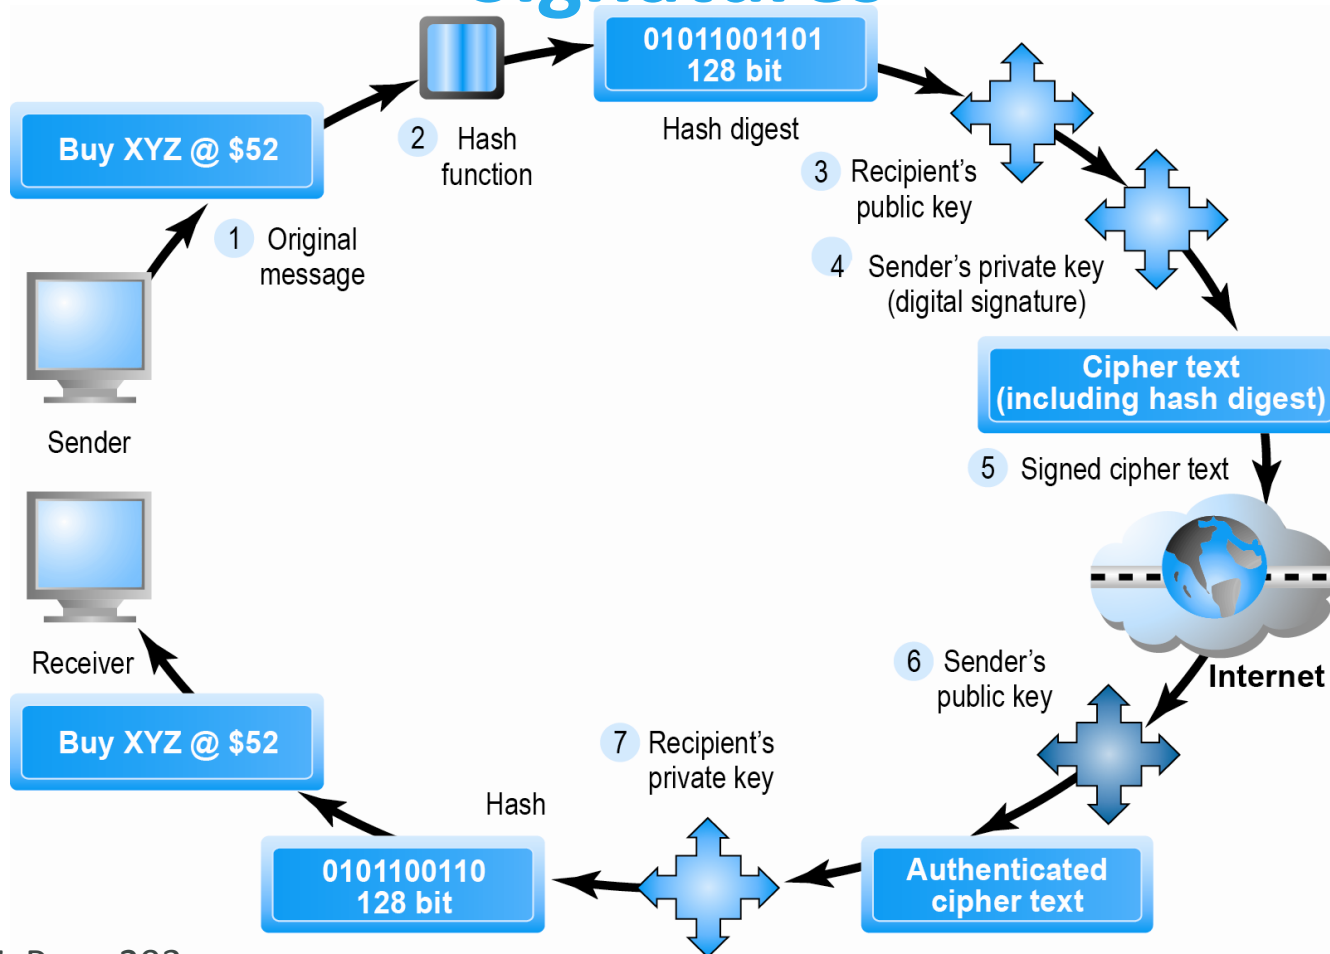 Buy XYZ @ $52
1 Original
message
Sender
2 Hash
function
01011001101
128 bit
Hash digest
3 Recipient's
public key
4 Sender's private key
(digital signature)
Cipher text
(including hash digest)
5 Signed cipher text
Internet
6 Sender's
public key
Authenticated
cipher text
7 Recipient's
private key
Hash
0101100110
128 bit
Buy XYZ @ $52
Receiver